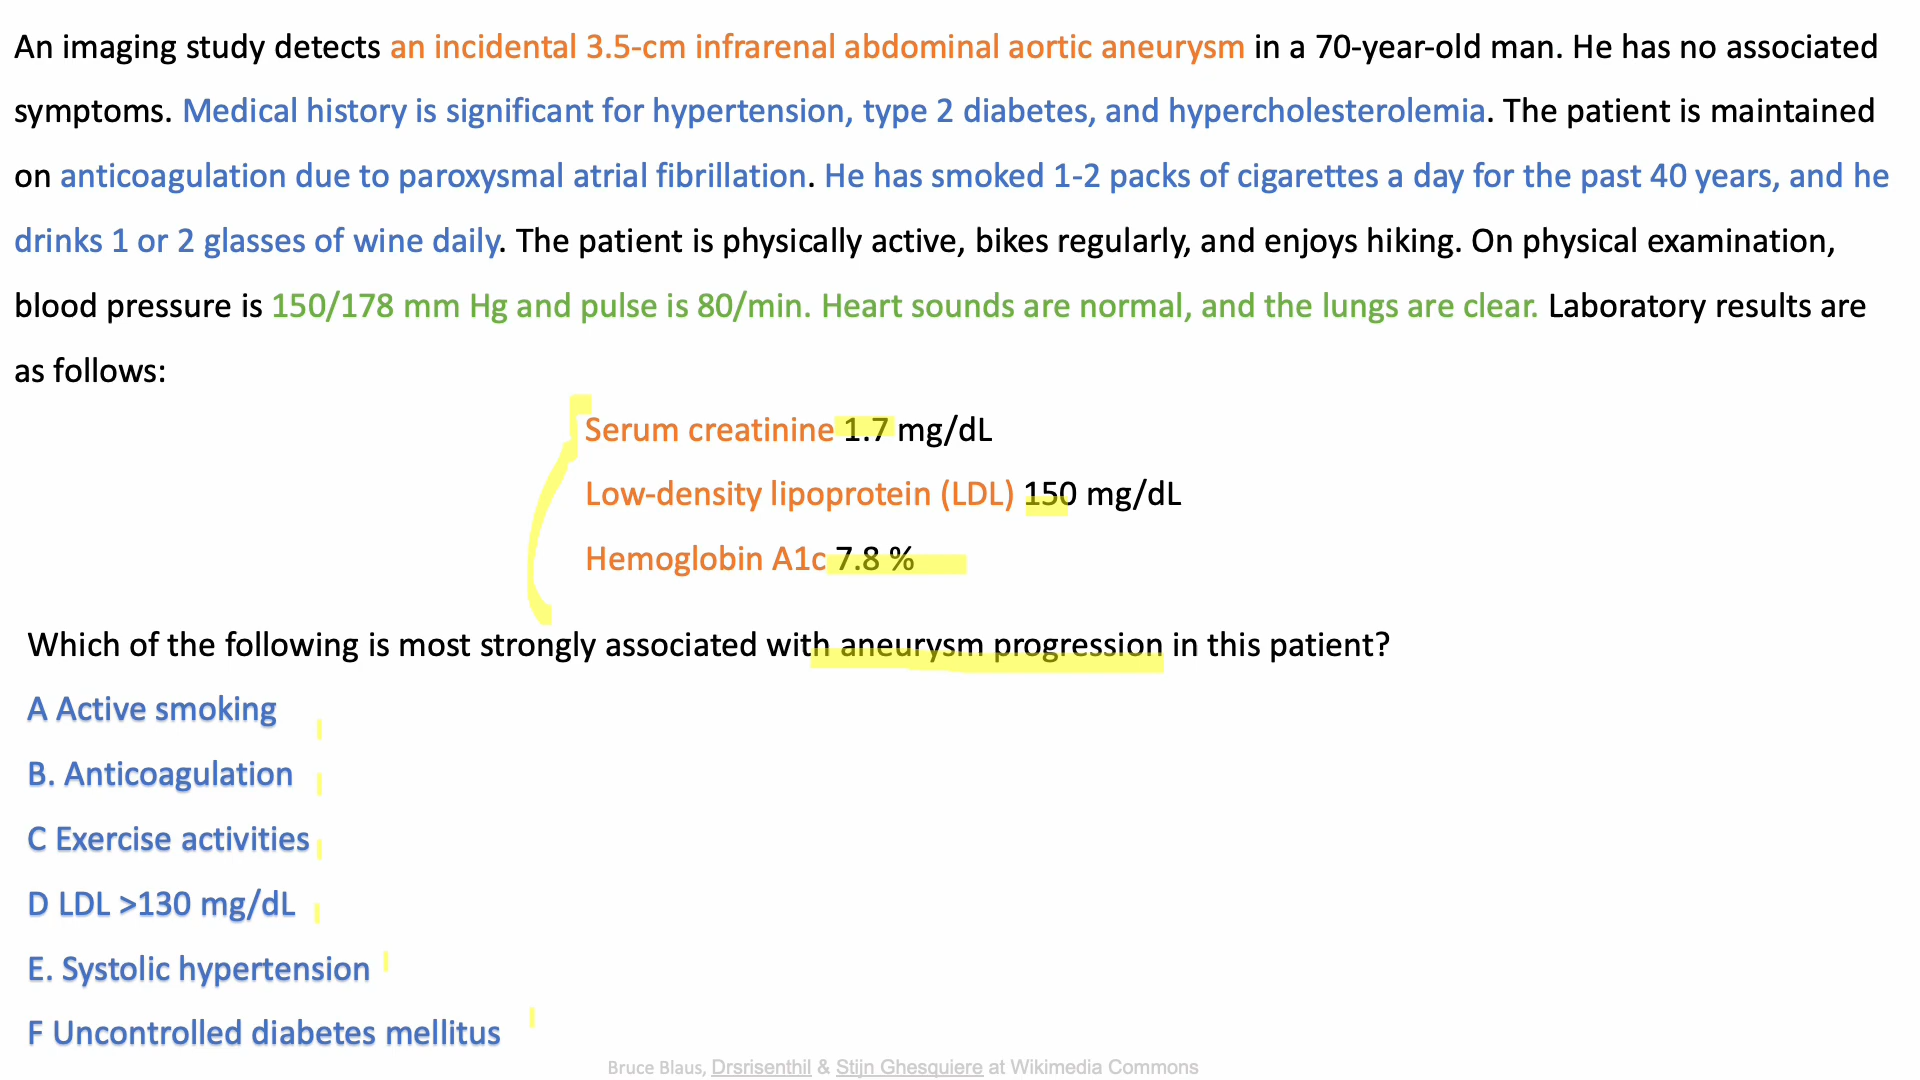 An imaging study detects an incidental 3.5-cm infrarenal abdominal aortic aneurysm in a 70-year-old man. He has no associated
symptoms. Medical history is significant for hypertension, type 2 diabetes, and hypercholesterolemia. The patient is maintained
on anticoagulation due to paroxysmal atrial fibrillation. He has smoked 1-2 packs of cigarettes a day for the past 40 years, and he
drinks 1 or 2 glasses of wine daily. The patient is physically active, bikes regularly, and enjoys hiking. On physical examination,
blood pressure is 150/178 mm Hg and pulse is 80/min. Heart sounds are normal, and the lungs are clear. Laboratory results are
as follows:
Serum creatinine 1.7 mg/dL
Low-density lipoprotein (LDL) 150 mg/dL
Hemoglobin A1c 7.8 %
Which of the following is most strongly associated with aneurysm progression in this patient?
A Active smoking
B. Anticoagulation
C Exercise activities
D LDL >130 mg/dL
E. Systolic hypertension
F Uncontrolled diabetes mellitus
Bruce Blaus, Drsrisenthil & Stijn Ghesquiere at Wikimedia Commons